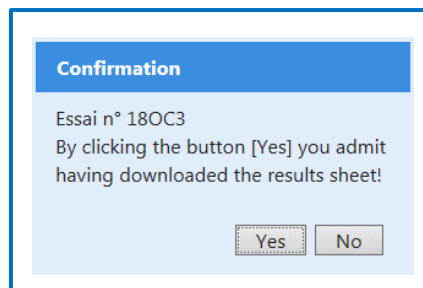 Confirmation
Essai n° 18OC3
By clicking the button [Yes] you admit
having downloaded the results sheet!
Yes No